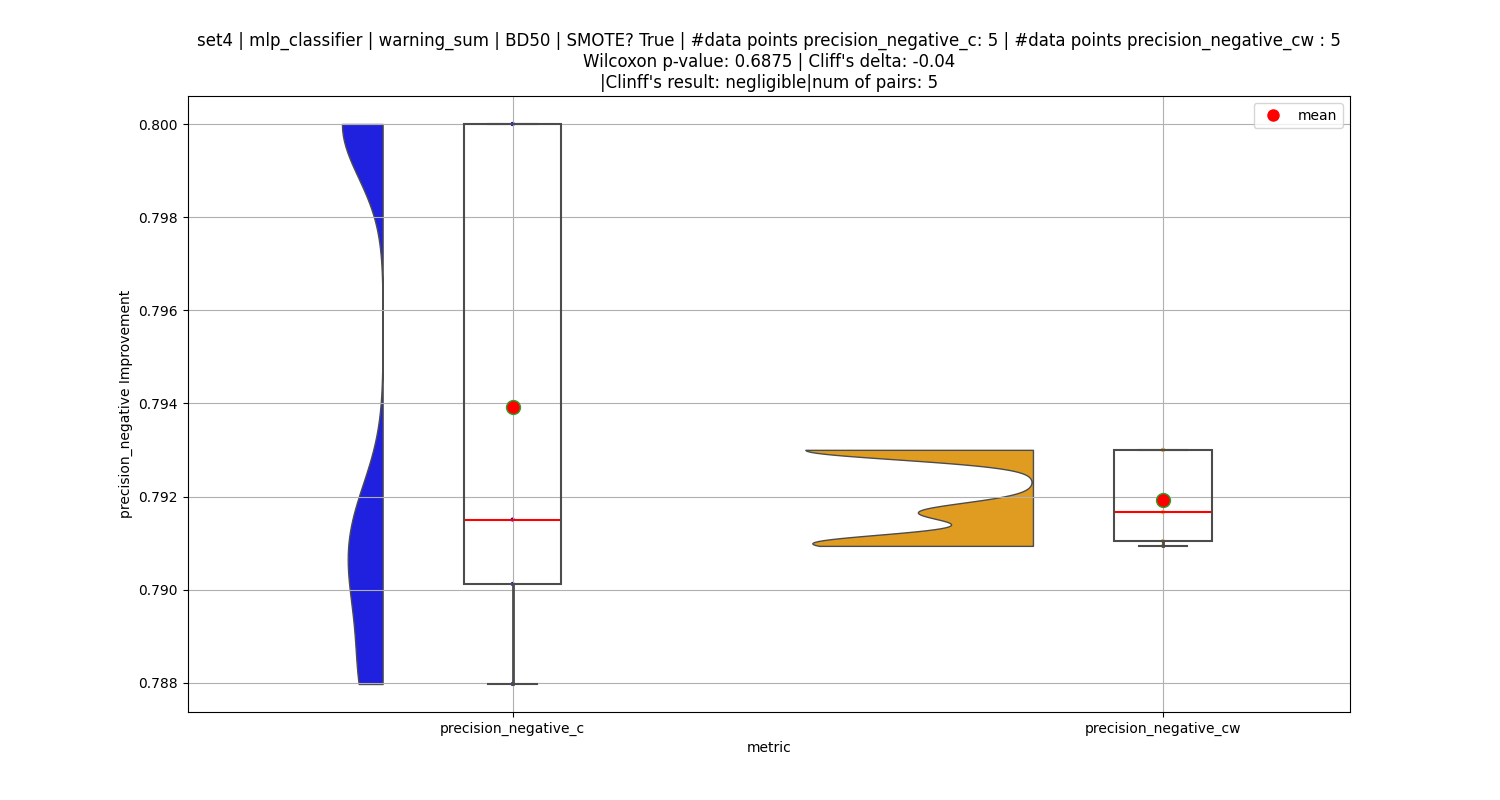 set4 | mlp_classifier | warning_sum | BD50 | SMOTE? True | #data points precision_negative_c: 5 | #data points precision_negative_cw : 5
Wilcoxon p-value: 0.6875 | Cliff's delta: -0.04
|Clinff's result: negligible|num of pairs: 5
mean
0.800
0.798
0.796
0.794
0.792
0.790
0.788
precision_negative Improvement
precision_negative_c
precision_negative_cw
metric